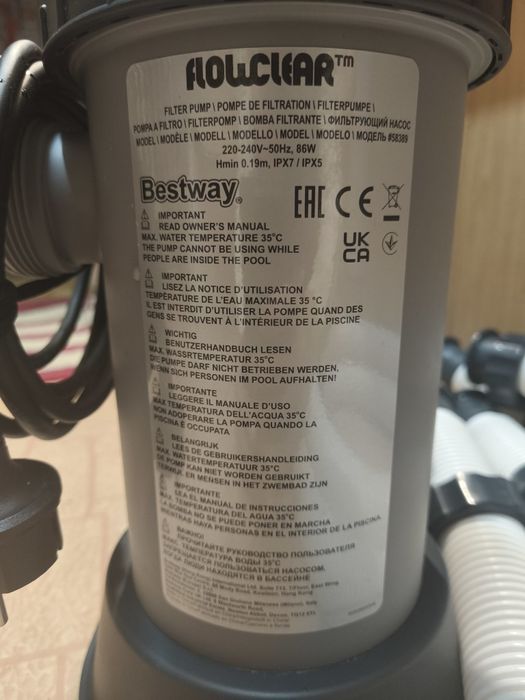 FLOWCLEAR™
FILTER PUMP \ POMPE DE FILTRATION \ FILTERPUMPE \
POMPA A FILTRO \ FILTERPOMP \ BOMBA FILTRANTE \ ФИЛЬТРУЮЩИЙ НАСОС
MODEL \ MODÈLE \ MODELL \ MODELLO \ MODEL \ MODELO \ МОДЕЛЬ #58389
220-240V~50Hz, 86W
Hmin 0.19m, IPX7 / IPX5
Bestway®
EAC CE
UK
CA
IMPORTANT
READ OWNER'S MANUAL
MAX. WATER TEMPERATURE 35°C
THE PUMP CANNOT BE USING WHILE
PEOPLE ARE INSIDE THE POOL
IMPORTANT
LISEZ LA NOTICE D'UTILISATION
TEMPÉRATURE DE L'EAU MAXIMALE 35 °C
IL EST INTERDIT D'UTILISER LA POMPE QUAND DES
GENS SE TROUVENT À L'INTÉRIEUR DE LA PISCINE
WICHTIG
BENUTZERHANDBUCH LESEN
MAX. WASSRTEMPERATUR 35°C
DIE PUMPE DARF NICHT BETRIEBEN WERDEN,
WENN SICH PERSONEN IM POOL AUFHALTEN!
IMPORTANTE
LEGGERE IL MANUALE D'USO
MAX TEMPERATURA DELL'ACQUA 35°C
NON ADOPERARE LA POMPA QUANDO LA
PISCINA È OCCUPATA
BELANGRIJK
LEES DE GEBRUIKERSHANDLEIDING
MAX. WATERTEMPERATUUR 35°C
DE POMP KAN NIET WORDEN GEBRUIKT
TERWIJL ER MENSEN IN HET ZWEMBAD ZIJN
IMPORTANTE
LEA EL MANUAL DE INSTRUCCIONES
MAX. TEMPERATURA DEL AGUA 35°C
LA BOMBA NO SE PUEDE PONER EN MARCHA
MIENTRAS HAYA PERSONAS EN EL INTERIOR DE LA PISCINA
ВАЖНО!
ПРОЧИТАЙТЕ РУКОВОДСТВО ПОЛЬЗОВАТЕЛЯ
МАКС. ТЕМПЕРАТУРА ВОДЫ 35°C
ЗАПРЕЩАЕТСЯ ПОЛЬЗОВАТЬСЯ НАСОСОМ,
КОГДА ЛЮДИ НАХОДЯТСЯ В БАССЕЙНЕ